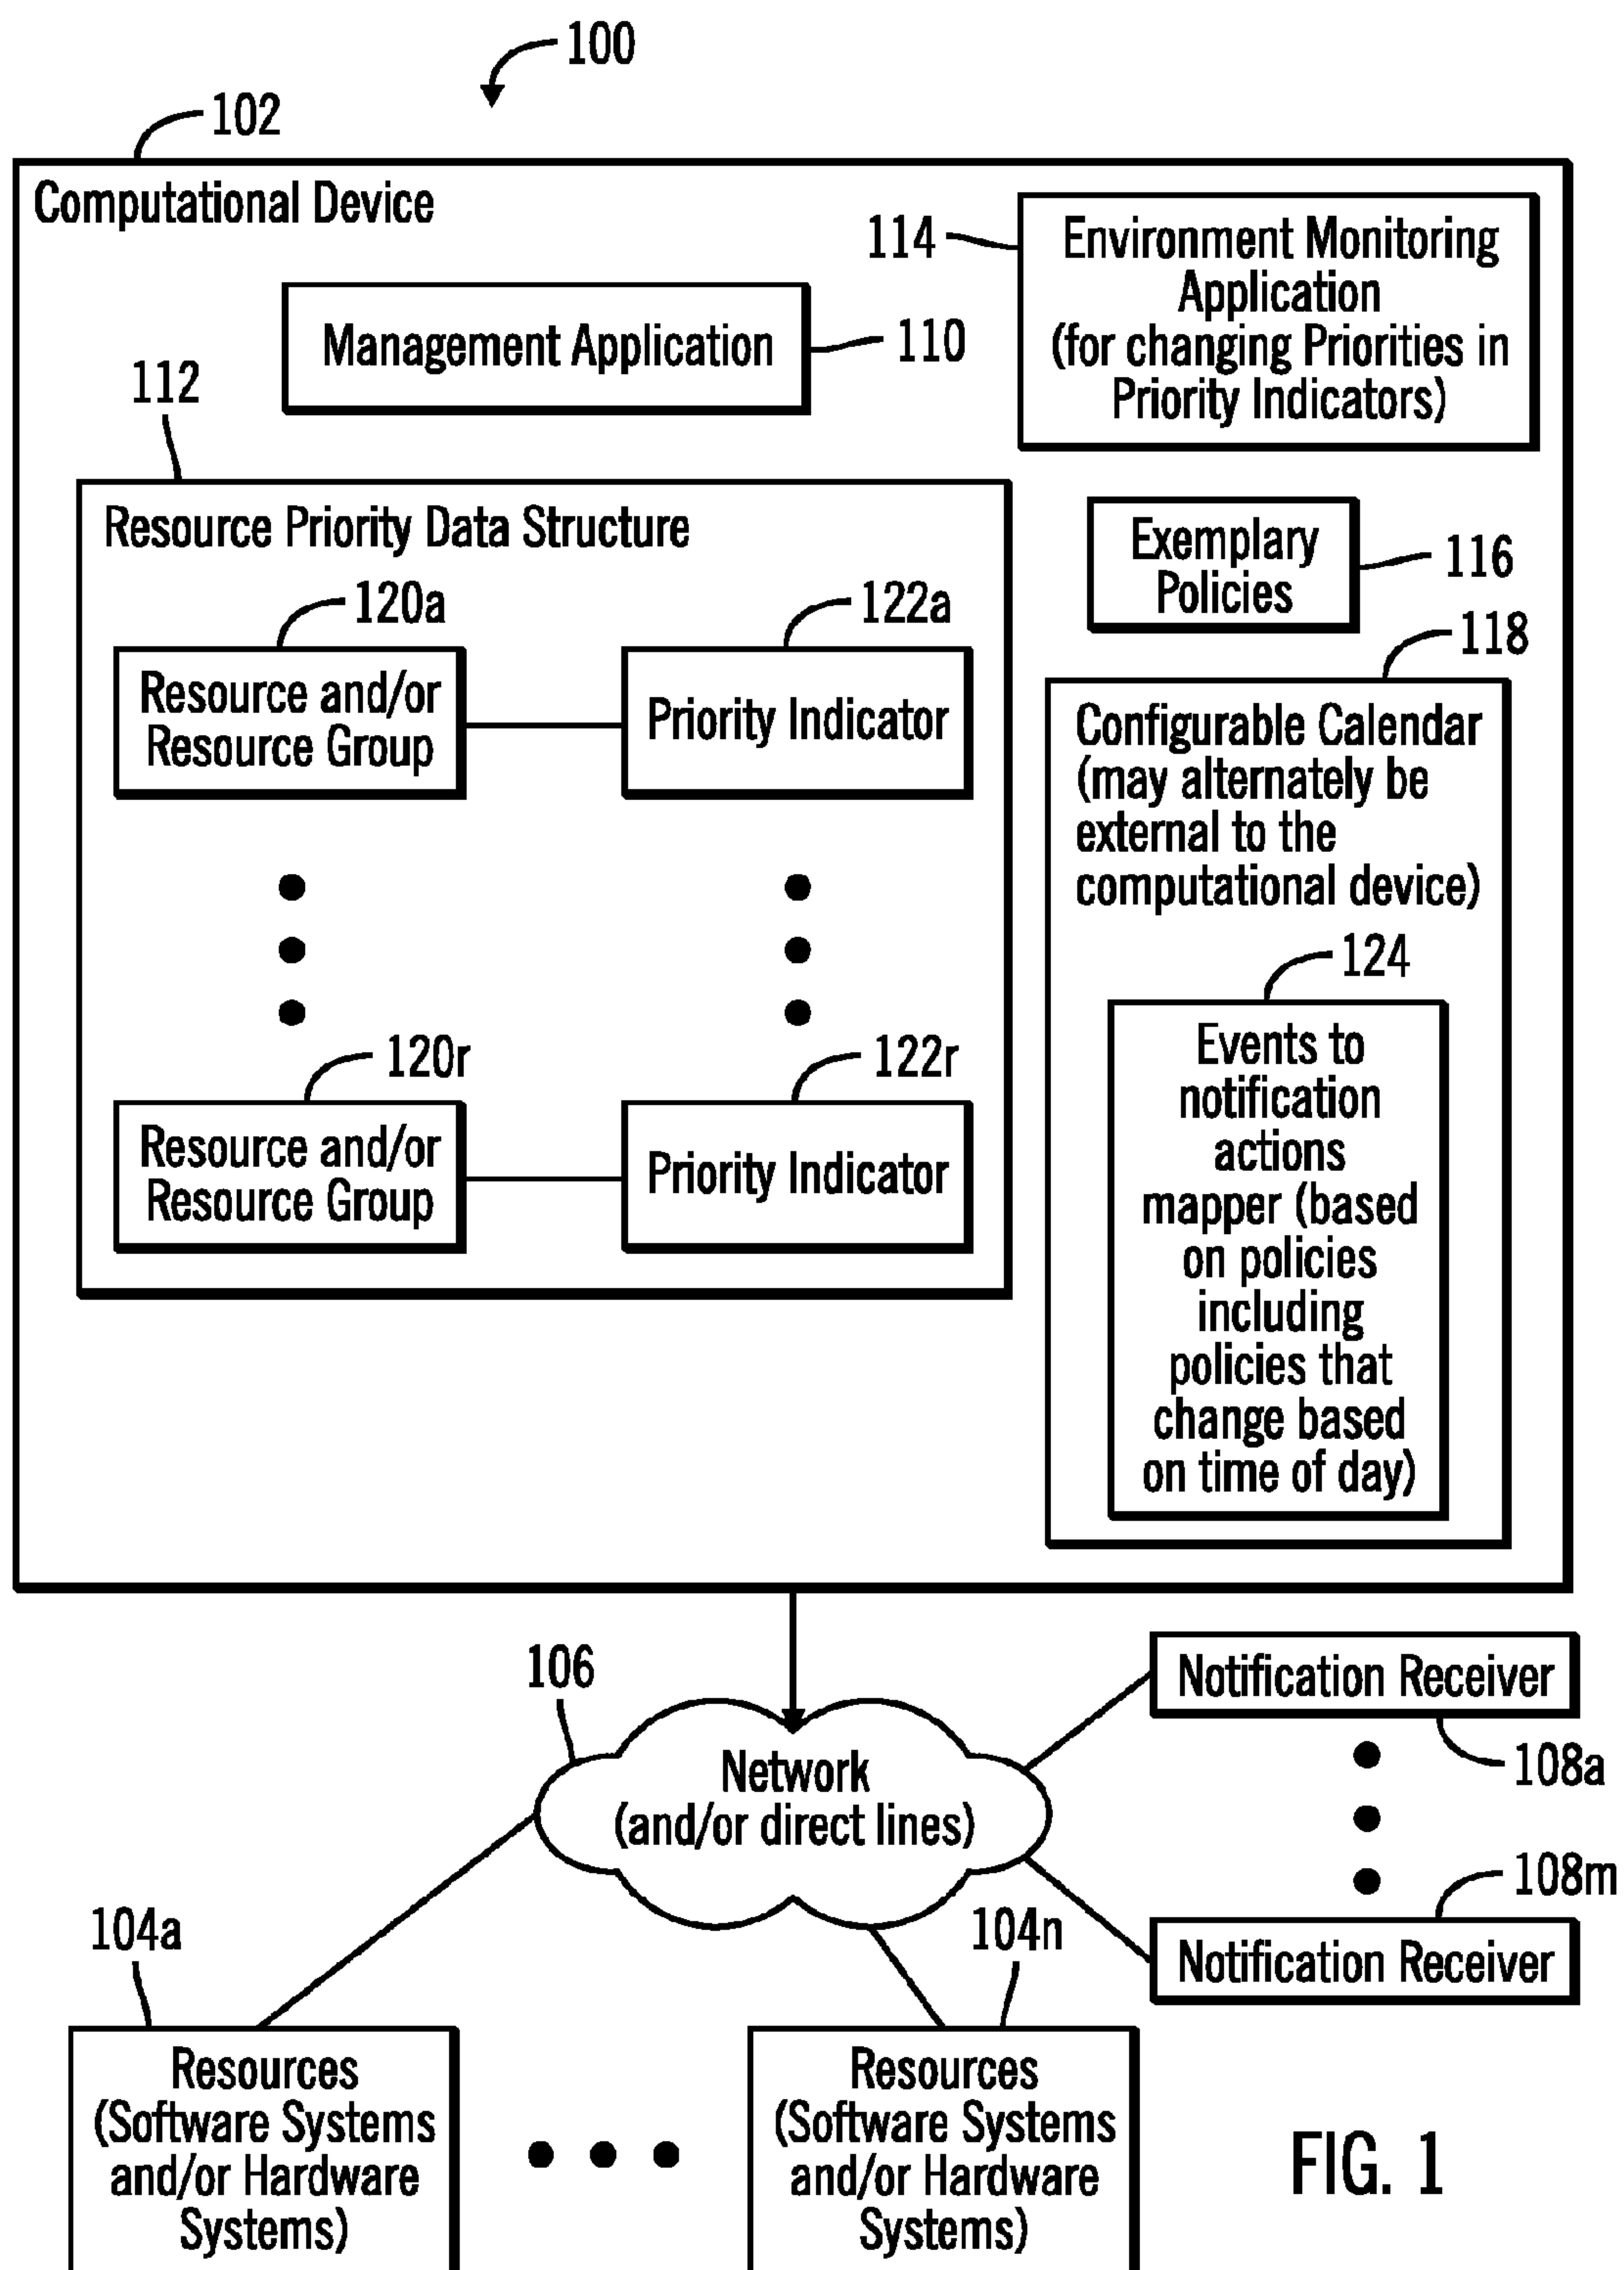 100
102
Computational Device
114
Environment Monitoring
Application
(for changing Priorities in
Priority Indicators)
Management Application
110
112
Resource Priority Data Structure
Exemplary
Policies
116
120a
122a
118
Resource and/or
Resource Group
Priority Indicator
Configurable Calendar
(may alternately be
external to the
computational device)
124
Events to
notification
actions
mapper (based
on policies
including
policies that
change based
on time of day)
120r
122r
Resource and/or
Resource Group
Priority Indicator
106
Network
(and/or direct lines)
Notification Receiver
108a
108m
Notification Receiver
104a
104n
Resources
(Software Systems
and/or Hardware
Systems)
Resources
(Software Systems
and/or Hardware
Systems)
FIG. 1